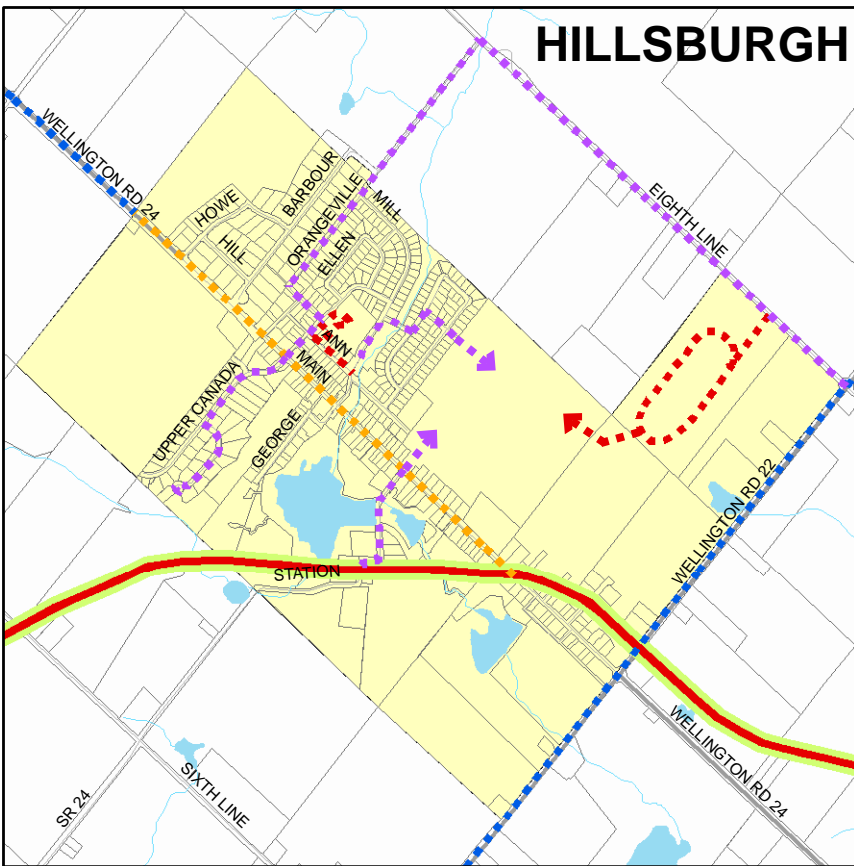 HILLSBURGH
WELLINGTON RD 24
HOWE
BARBOUR
HILL
ORANGEVILLE
MILL
ELLEN
EIGHTH LINE
ANN
MAIN
UPPER CANADA
GEORGE
WELLINGTON RD 22
STATION
WELLINGTON RD 24
SR 24
SIXTH LINE